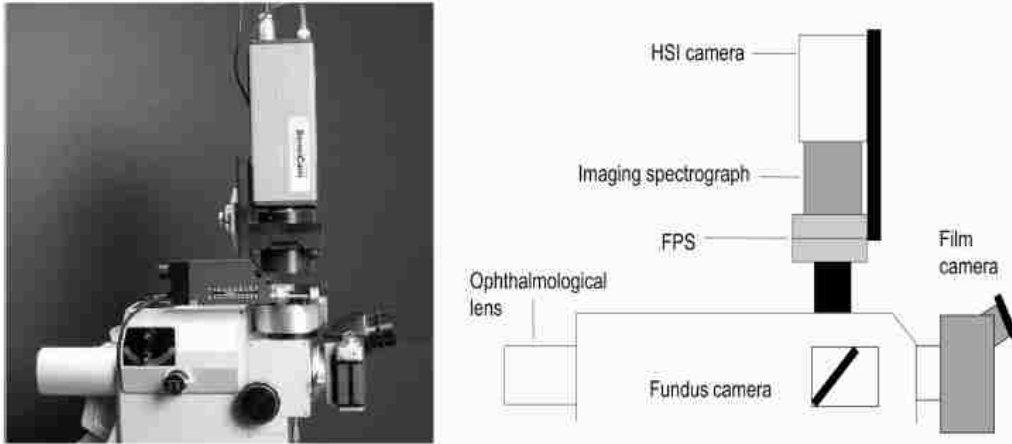 HSI camera
Imaging spectrograph
FPS
Film
camera
Ophthalmological
lens
Fundus camera